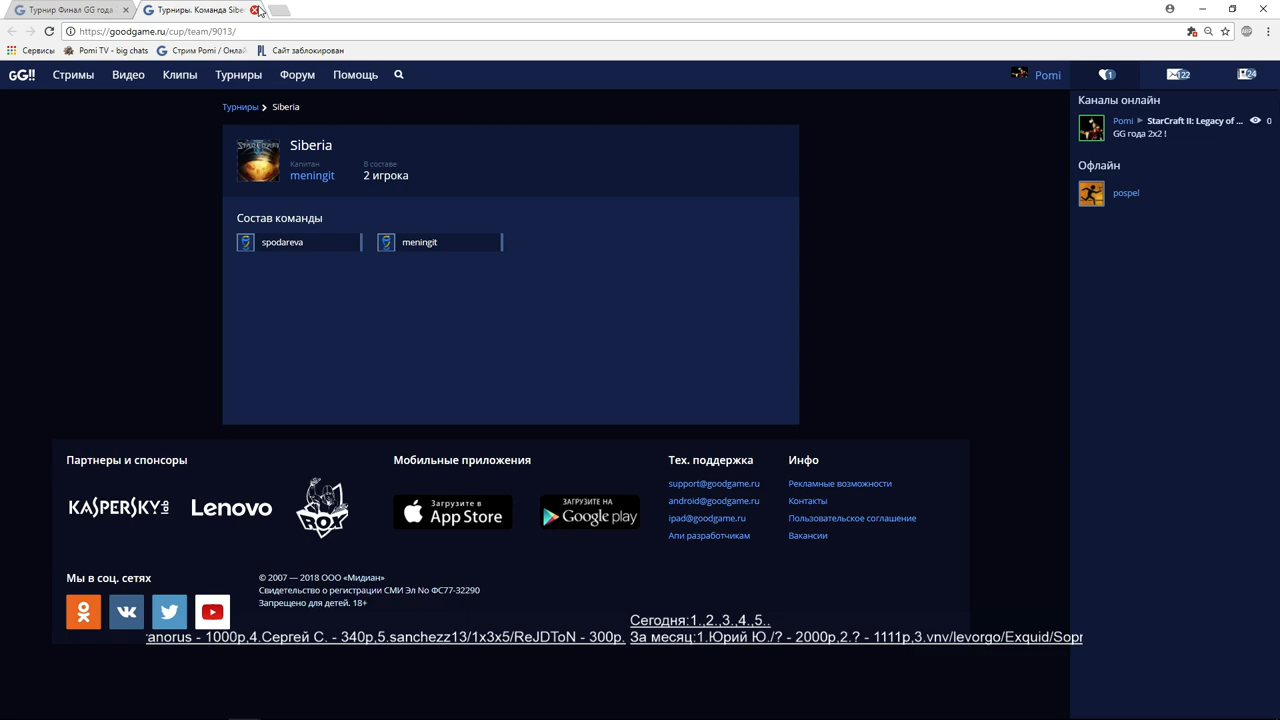 Турнир Финал GG года
Турниры. Команда Sibe
https://goodgame.ru/cup/team/9013/
Сервисы Pomi TV - big chats Стрим Pomi / Онлай Сайт заблокирован
GG!! Стримы Видео Клипы Турниры Форум Помощь Pomi 1 122 24
Турниры Siberia
Siberia
Капитан В составе
meningit 2 игрока
Состав команды
spodareva meningit
Каналы онлайн
Pomi StarCraft II: Legacy of ... 0
GG года 2x2 !
Офлайн
pospel
Партнеры и спонсоры
KASPERSKY lab Lenovo ROX
Мобильные приложения
Загрузите в App Store
ЗАГРУЗИТЕ НА Google play
Тех. поддержка
support@goodgame.ru
android@goodgame.ru
ipad@goodgame.ru
Апи разработчикам
Инфо
Рекламные возможности
Контакты
Пользовательское соглашение
Вакансии
Мы в соц. сетях
© 2007 — 2018 ООО «Мидиан»
Свидетельство о регистрации СМИ Эл No ФС77-32290
Запрещено для детей. 18+
Сегодня:1.,2.,3.,4.,5..
ranorus - 1000р,4.Сергей С. - 340р,5.sanchezz13/1x3x5/ReJDToN - 300р. За месяц:1.Юрий Ю./? - 2000р,2.? - 1111р,3.vnv/levorgo/Exquid/Sopr